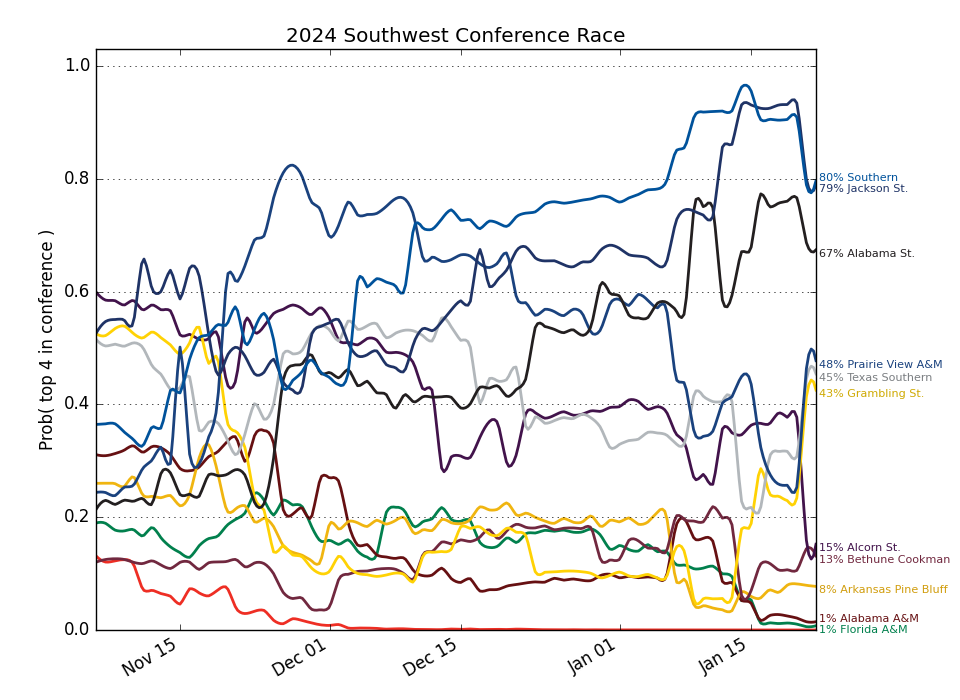 2024 Southwest Conference Race
Prob( top 4 in conference )
1.0
0.8
0.6
0.4
0.2
0.0
Nov 15
Dec 01
Dec 15
Jan 01
Jan 15
80% Southern
79% Jackson St.
67% Alabama St.
48% Prairie View A&M
45% Texas Southern
43% Grambling St.
15% Alcorn St.
13% Bethune Cookman
8% Arkansas Pine Bluff
1% Alabama A&M
1% Florida A&M